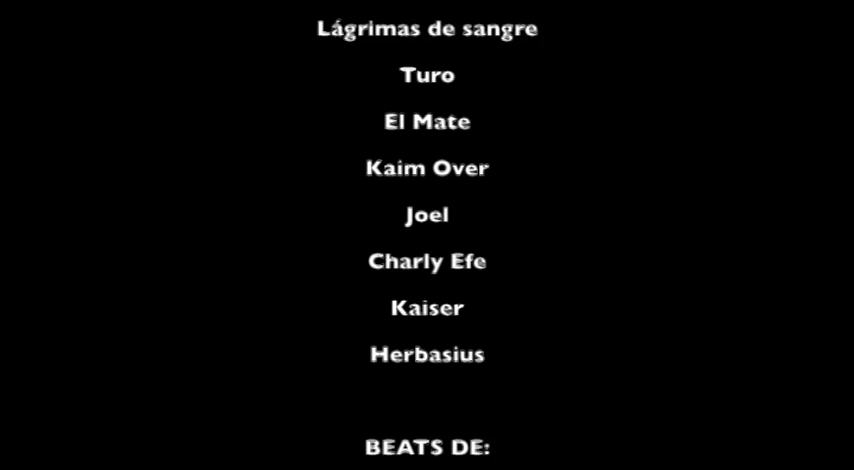 Lágrimas de sangre
Turo
El Mate
Kaim Over
Joel
Charly Efe
Kaiser
Herbasius
BEATS DE: